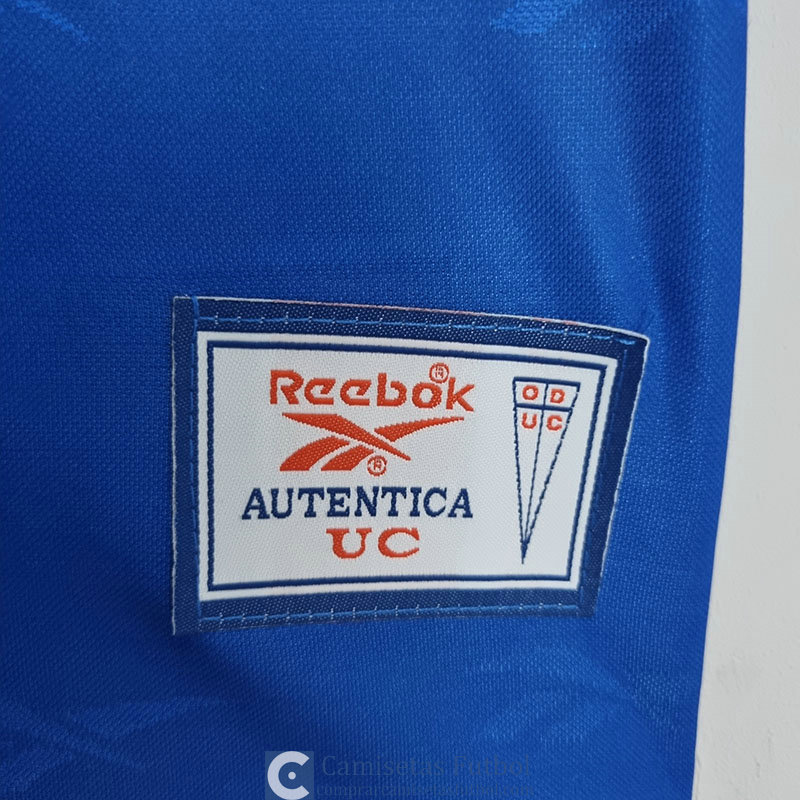 Reebok®
®
AUTENTICA
UC
O D
U C
Camisetas Futbol